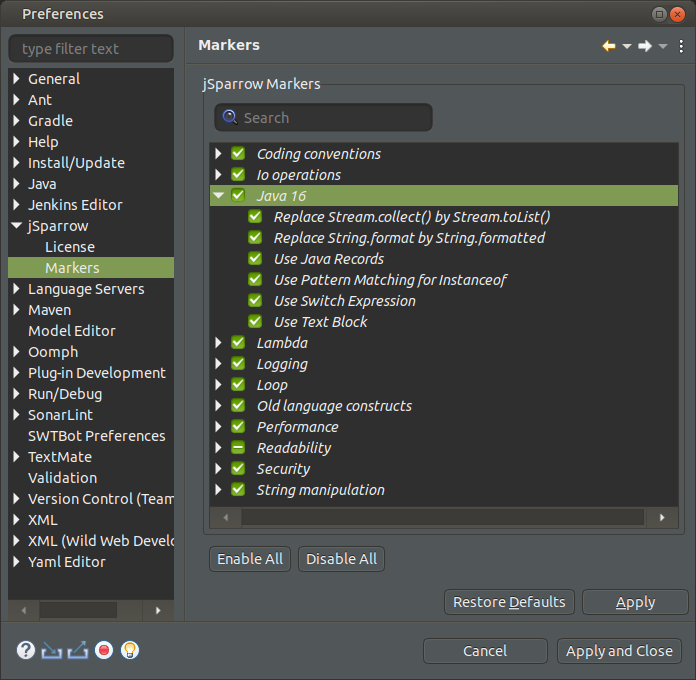 Preferences
type filter text
General
Ant
Gradle
Help
Install/Update
Java
Jenkins Editor
jSparrow
License
Markers
Language Servers
Maven
Model Editor
Oomph
Plug-in Development
Run/Debug
SonarLint
SWTBot Preferences
TextMate
Validation
Version Control (Team
XML
XML (Wild Web Develo
Yaml Editor
Markers
jSparrow Markers
Search
Coding conventions
Io operations
Java 16
Replace Stream.collect() by Stream.toList()
Replace String.format by String.formatted
Use Java Records
Use Pattern Matching for Instanceof
Use Switch Expression
Use Text Block
Lambda
Logging
Loop
Old language constructs
Performance
Readability
Security
String manipulation
Enable All Disable All
Restore Defaults Apply
Cancel Apply and Close